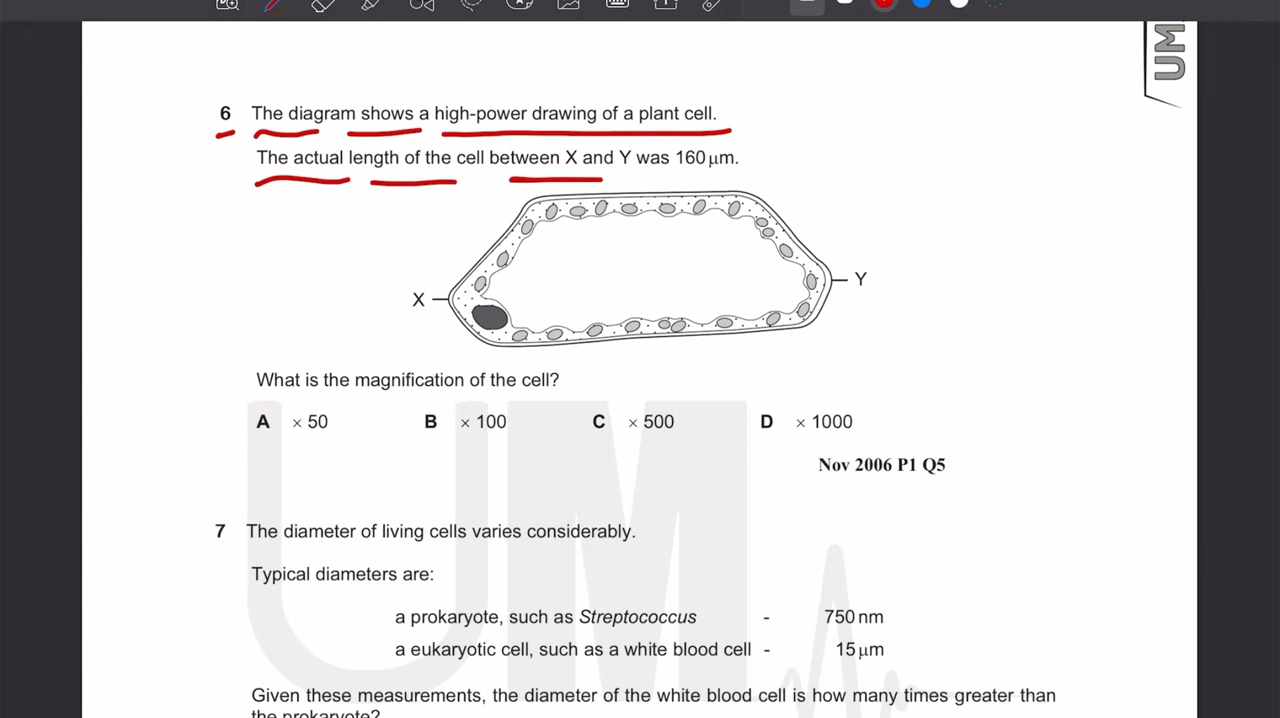 UM
6 The diagram shows a high-power drawing of a plant cell.
The actual length of the cell between X and Y was 160 μm.
Y
X
What is the magnification of the cell?
A × 50 B × 100 C × 500 D × 1000
Nov 2006 P1 Q5
7 The diameter of living cells varies considerably.
Typical diameters are:
a prokaryote, such as Streptococcus - 750 nm
a eukaryotic cell, such as a white blood cell - 15 μm
Given these measurements, the diameter of the white blood cell is how many times greater than
the prokaryote?
UM